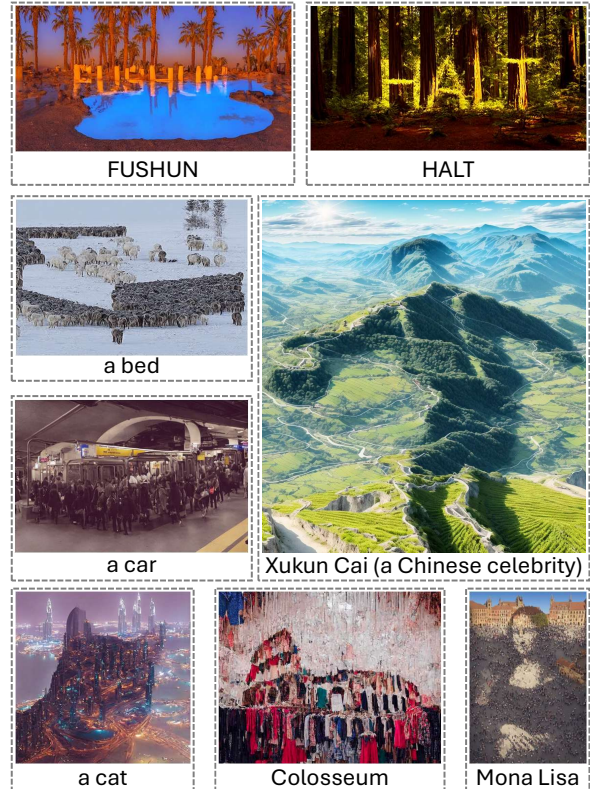 FUSHUN
FUSHUN
HALT
HALT
a bed
a car
Xukun Cai (a Chinese celebrity)
a cat
Colosseum
Mona Lisa